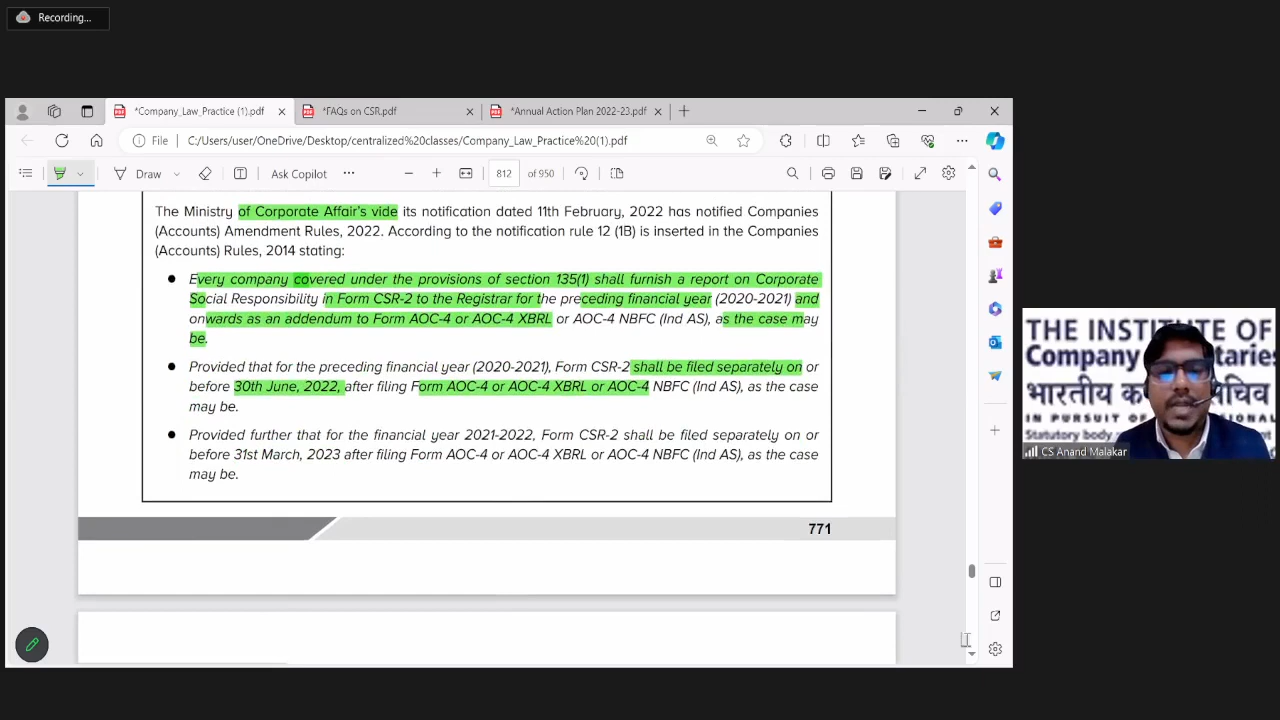 Recording...
*Company_Law_Practice (1).pdf
*FAQs on CSR.pdf
*Annual Action Plan 2022-23.pdf
File
C:/Users/user/OneDrive/Desktop/centralized%20classes/Company_Law_Practice%20(1).pdf
Draw
Ask Copilot
812 of 950
The Ministry of Corporate Affair's vide its notification dated 11th February, 2022 has notified Companies
(Accounts) Amendment Rules, 2022. According to the notification rule 12 (1B) is inserted in the Companies
(Accounts) Rules, 2014 stating:
● Every company covered under the provisions of section 135(1) shall furnish a report on Corporate
Social Responsibility in Form CSR-2 to the Registrar for the preceding financial year (2020-2021) and
onwards as an addendum to Form AOC-4 or AOC-4 XBRL or AOC-4 NBFC (Ind AS), as the case may
be.
● Provided that for the preceding financial year (2020-2021), Form CSR-2 shall be filed separately on or
before 30th June, 2022, after filing Form AOC-4 or AOC-4 XBRL or AOC-4 NBFC (Ind AS), as the case
may be.
● Provided further that for the financial year 2021-2022, Form CSR-2 shall be filed separately on or
before 31st March, 2023 after filing Form AOC-4 or AOC-4 XBRL or AOC-4 NBFC (Ind AS), as the case
may be.
771
THE INSTITUTE OF
Company
भारतीय
सचिव
IN PURSUIT OF
Statutory body
CS Anand Malakar